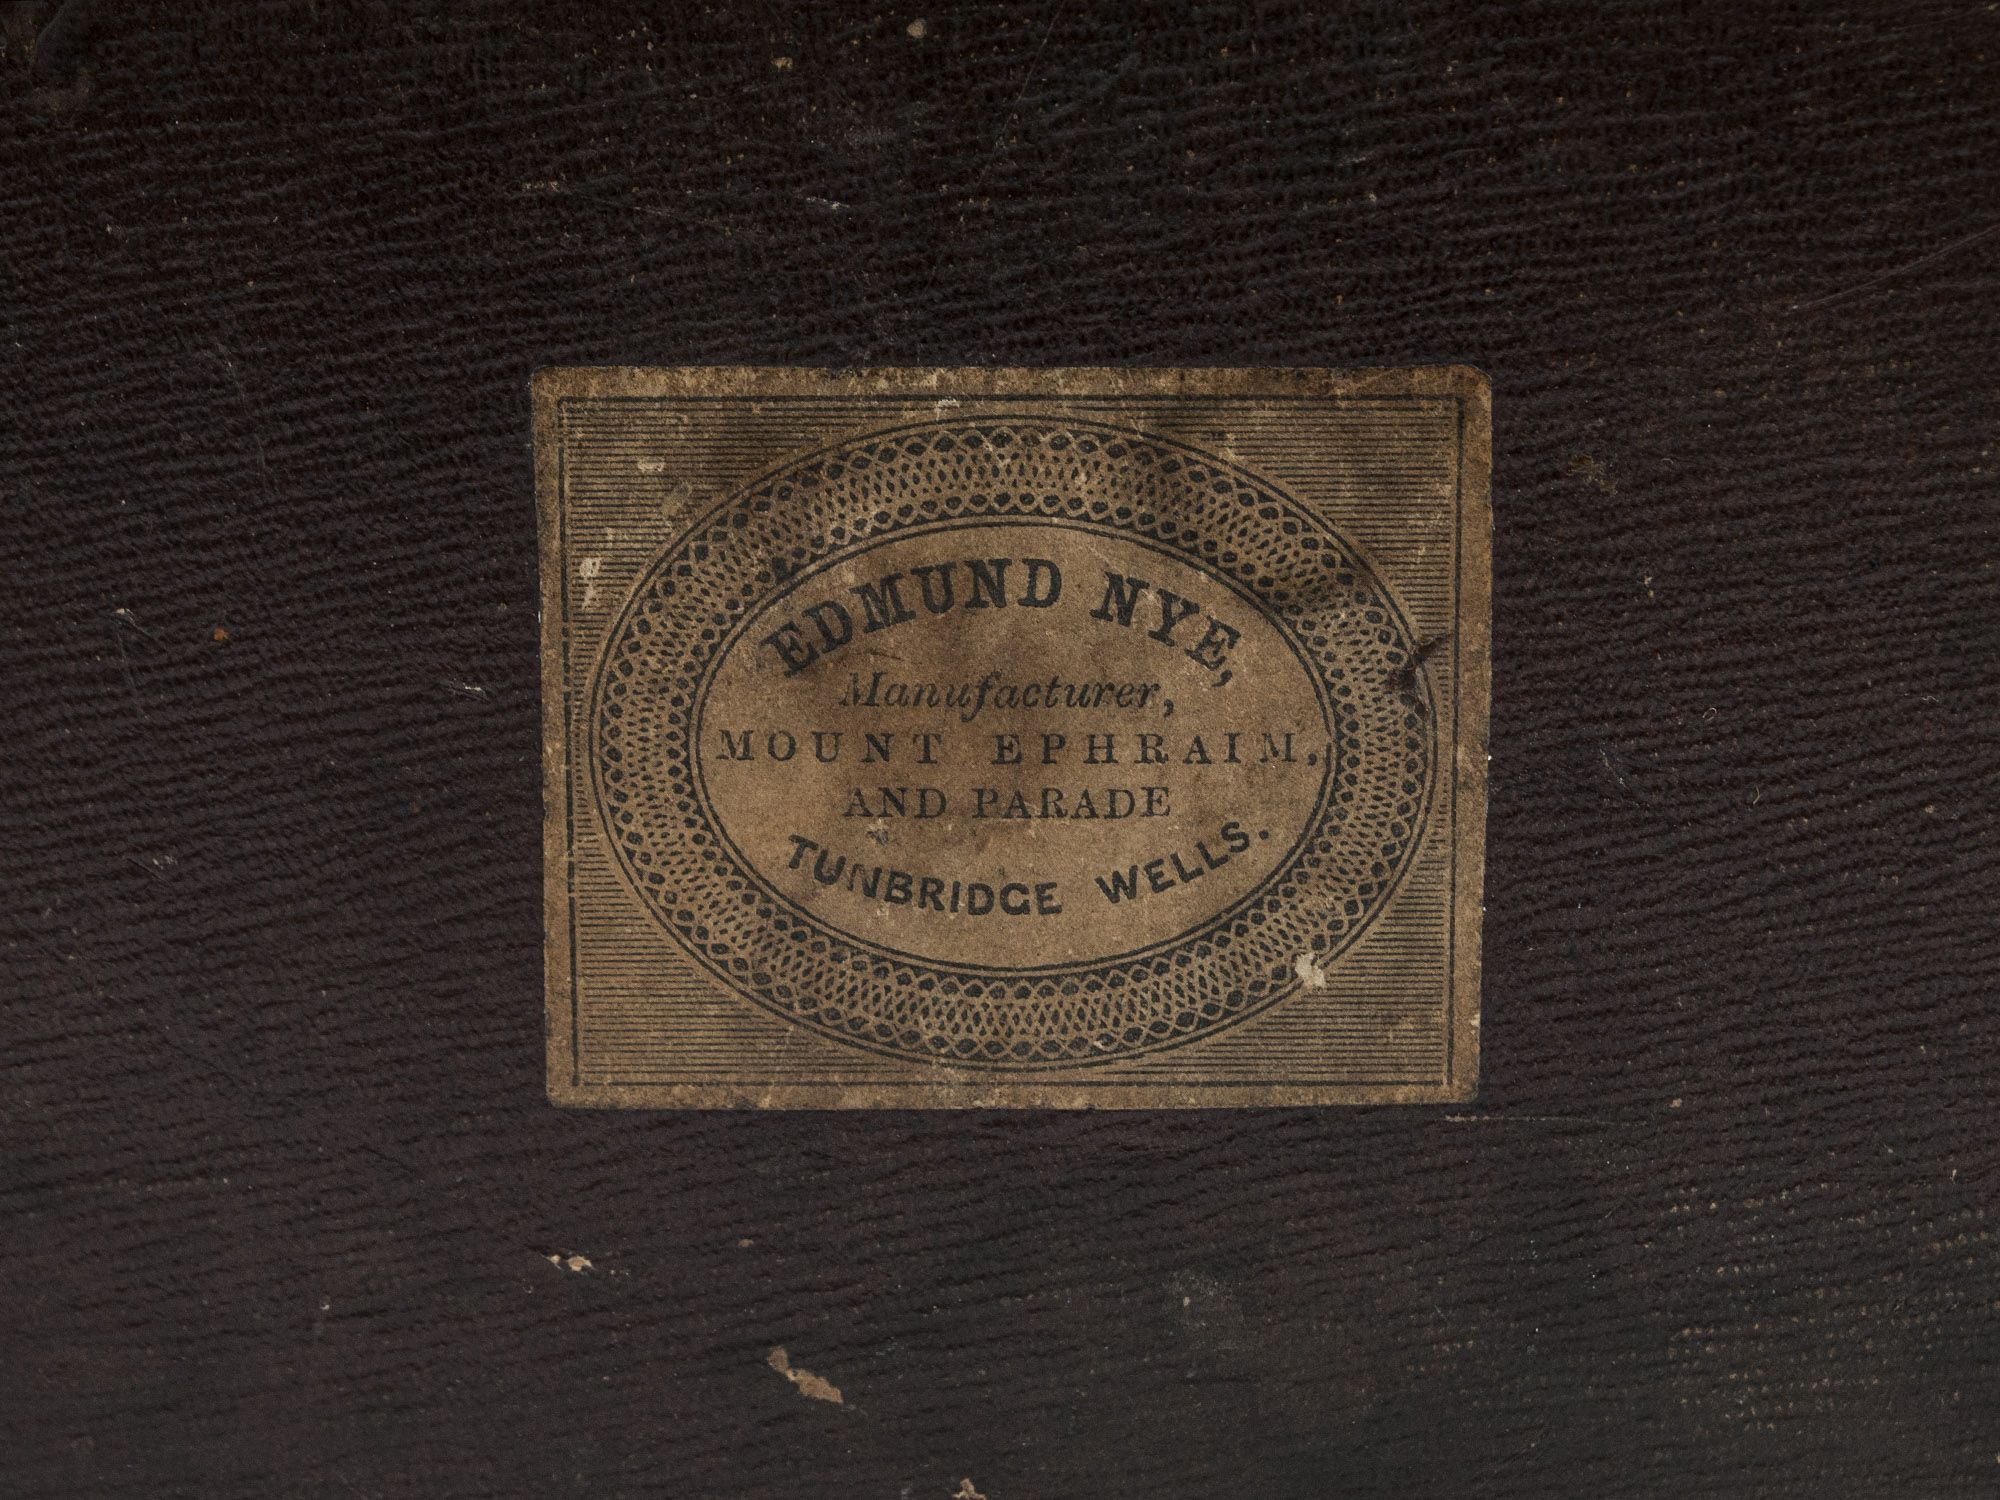 EDMUND NYE,
Manufacturer,
MOUNT EPHRAIM,
AND PARADE
TUNBRIDGE WELLS.